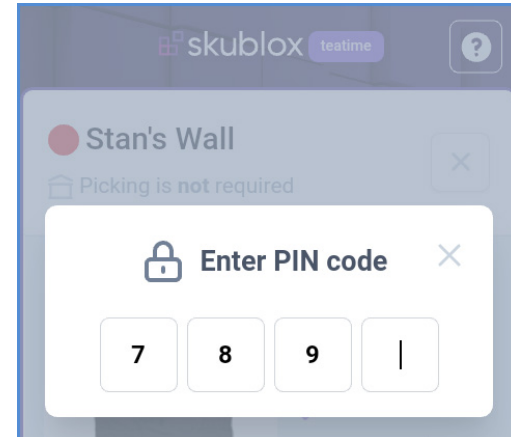 skublox teatime
?
Stan's Wall
Picking is not required
Enter PIN code
7 8 9